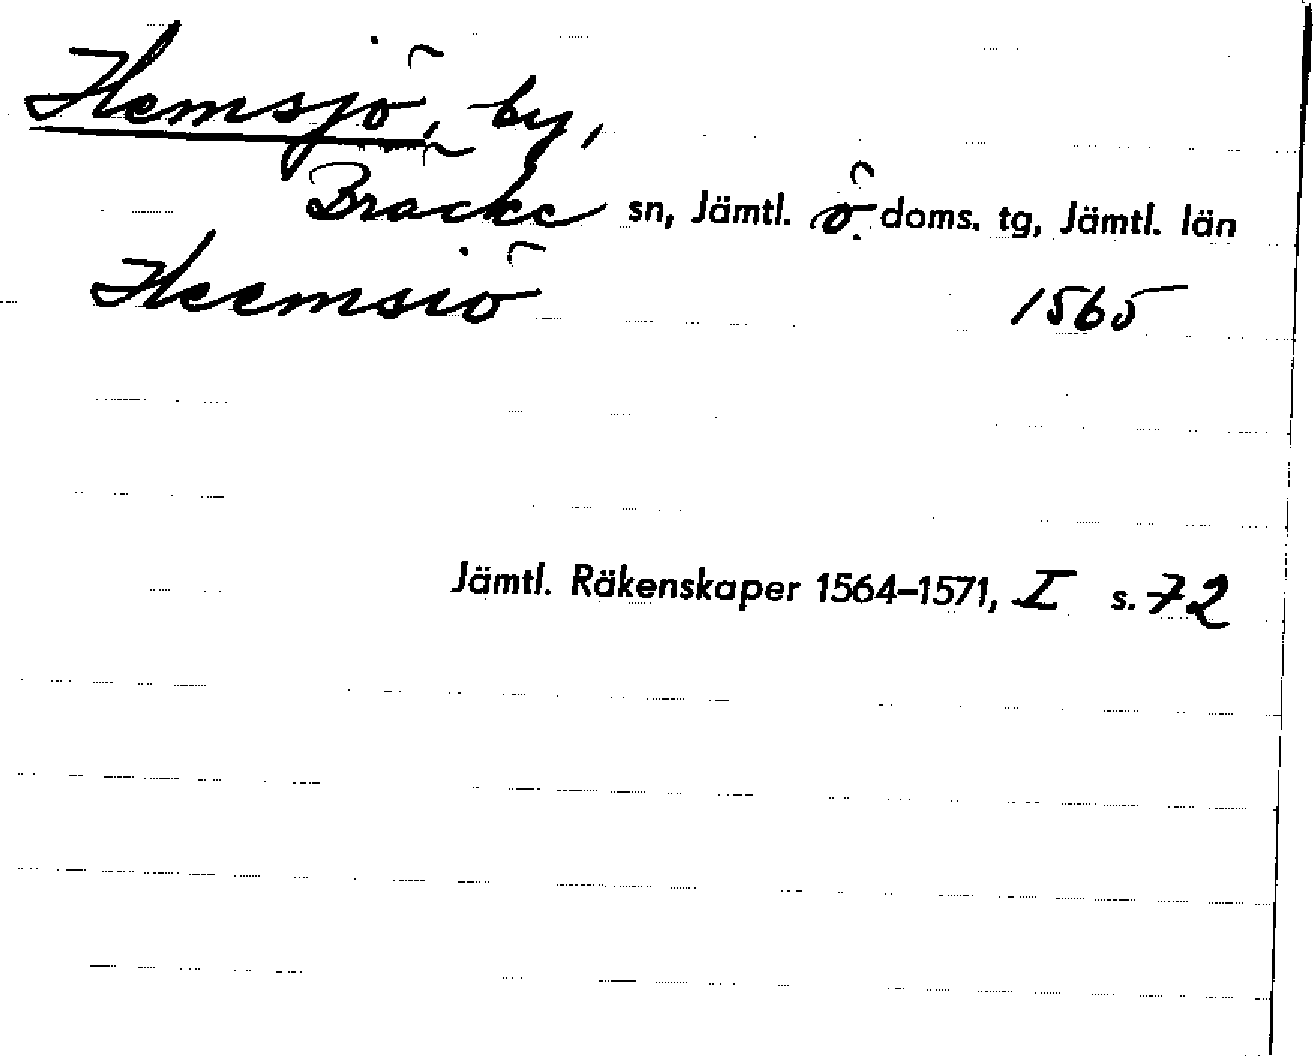 Hemsjö, by,
Bräcke sn, Jämtl. ö. doms. tg, Jämtl. län
Heemsiö 1565
Jämtl. Räkenskaper 1564–1571, I s. 72